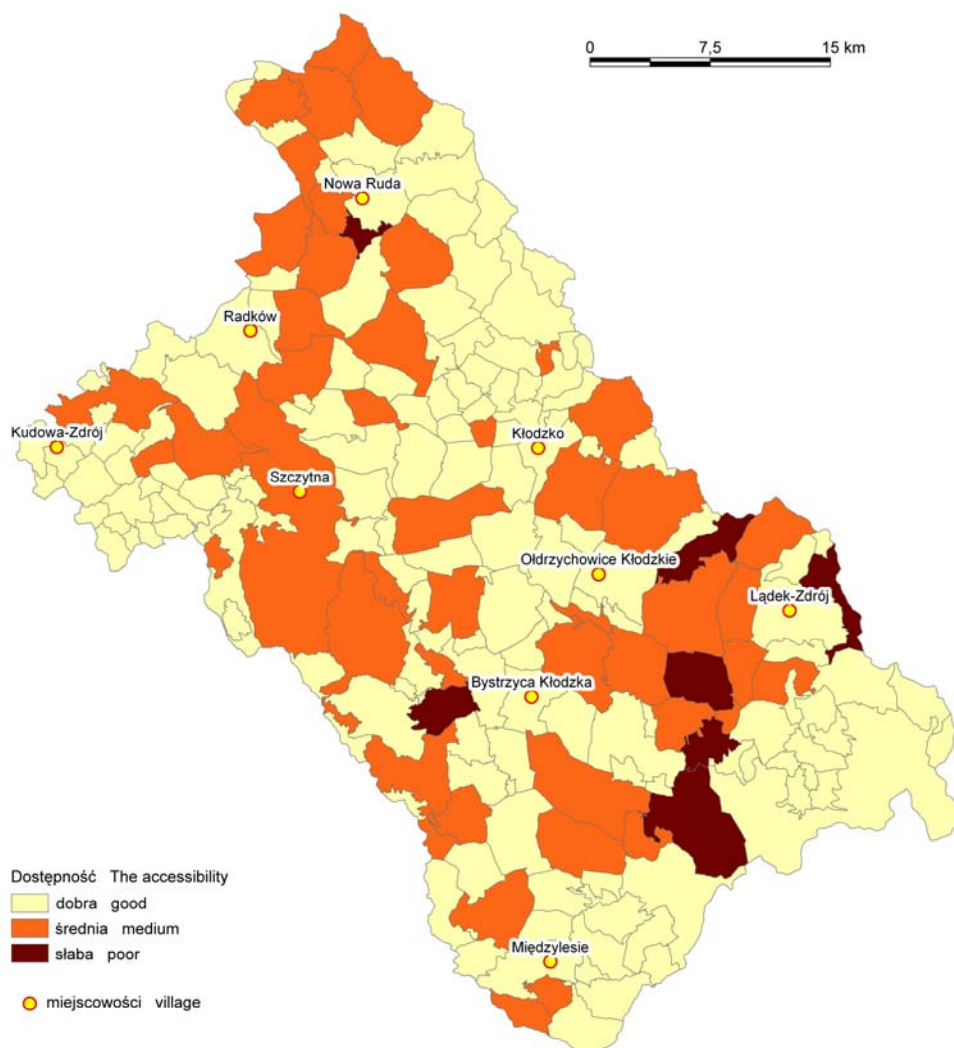 0 7,5 15 km
Nowa Ruda
Radków
Kudowa-Zdrój
Kłodzko
Szczytna
Ołdrzychowice Kłodzkie
Lądek-Zdrój
Bystrzyca Kłodzka
Międzylesie
Dostępność The accessibility
dobra good
średnia medium
słaba poor
miejscowości village